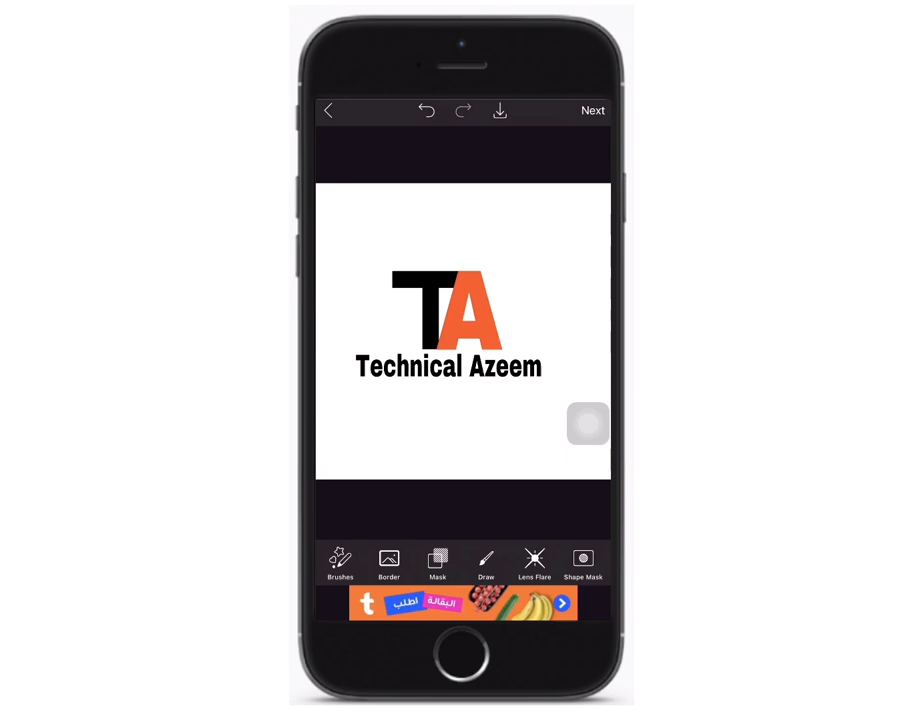 Next
TA
Technical Azeem
Brushes Border Mask Draw Lens Flare Shape Mask
t اطلب البقالة